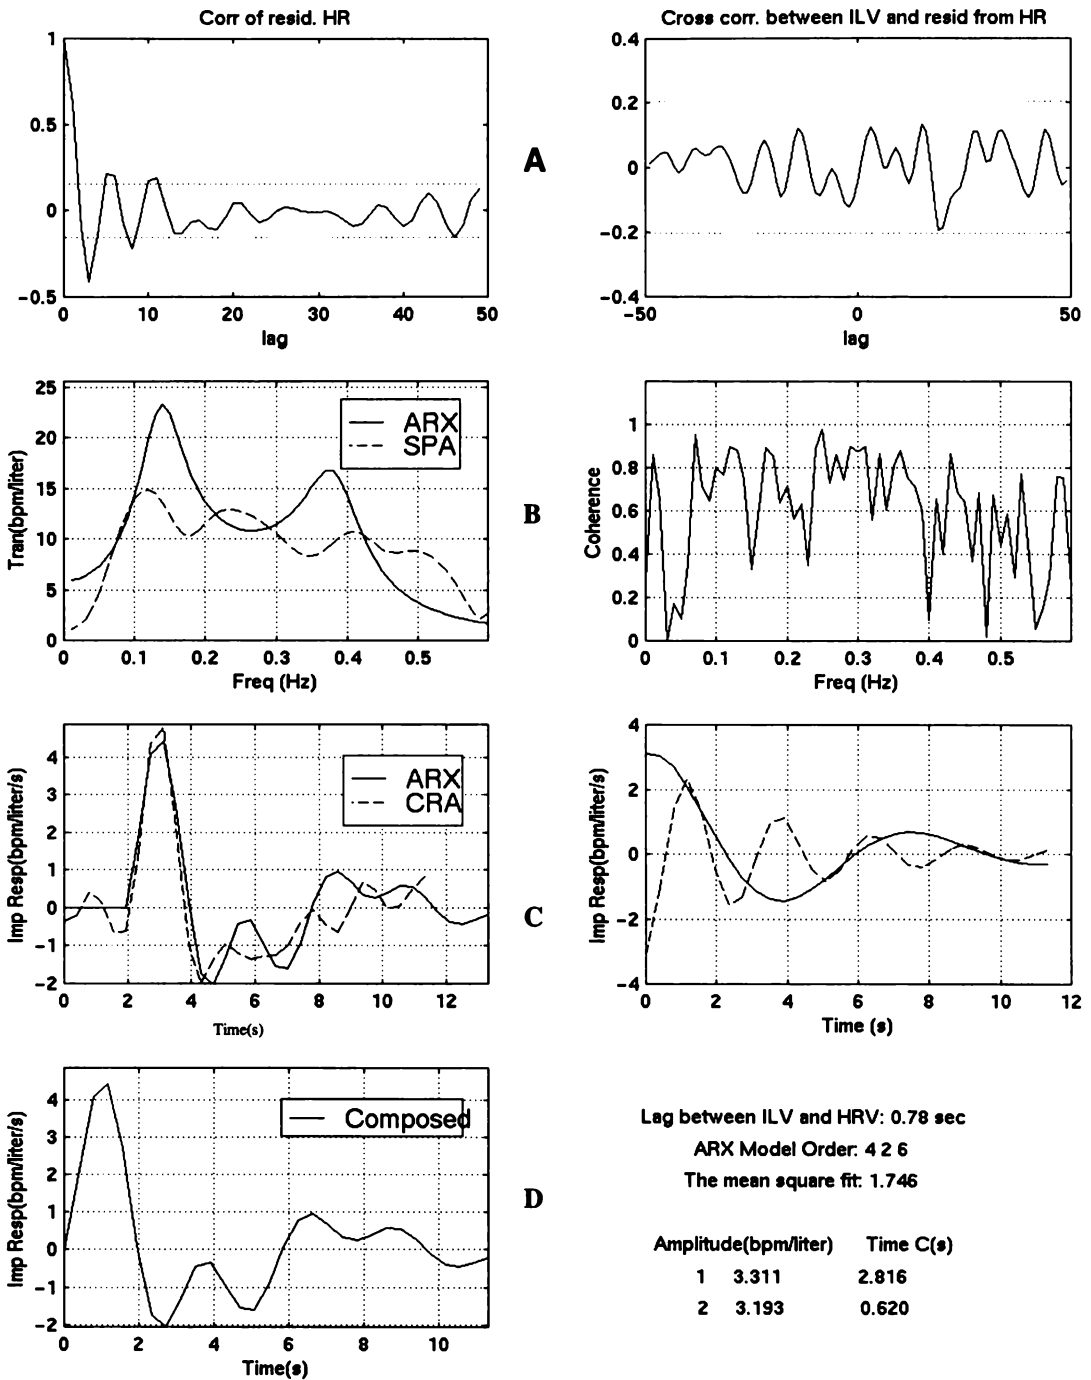 Corr of resid. HR
Cross corr. between ILV and resid from HR
1
0.5
0
-0.5
0 10 20 30 40 50
lag
A
0.4
0.2
0
-0.2
-0.4
-50 0 50
lag
25
20
15
10
5
0
Tran(bpm/liter)
ARX
SPA
0 0.1 0.2 0.3 0.4 0.5
Freq (Hz)
B
1
0.8
0.6
0.4
0.2
0
Coherence
0 0.1 0.2 0.3 0.4 0.5
Freq (Hz)
4
3
2
1
0
-1
-2
Imp Resp(bpm/liter/s)
ARX
CRA
0 2 4 6 8 10 12
Time(s)
C
4
2
0
-2
-4
Imp Resp(bpm/liter/s)
0 2 4 6 8 10 12
Time (s)
4
3
2
1
0
-1
-2
Imp Resp(bpm/liter/s)
Composed
0 2 4 6 8 10
Time(s)
D
Lag between ILV and HRV: 0.78 sec
ARX Model Order: 4 2 6
The mean square fit: 1.746
Amplitude(bpm/liter) Time C(s)
1 3.311 2.816
2 3.193 0.620